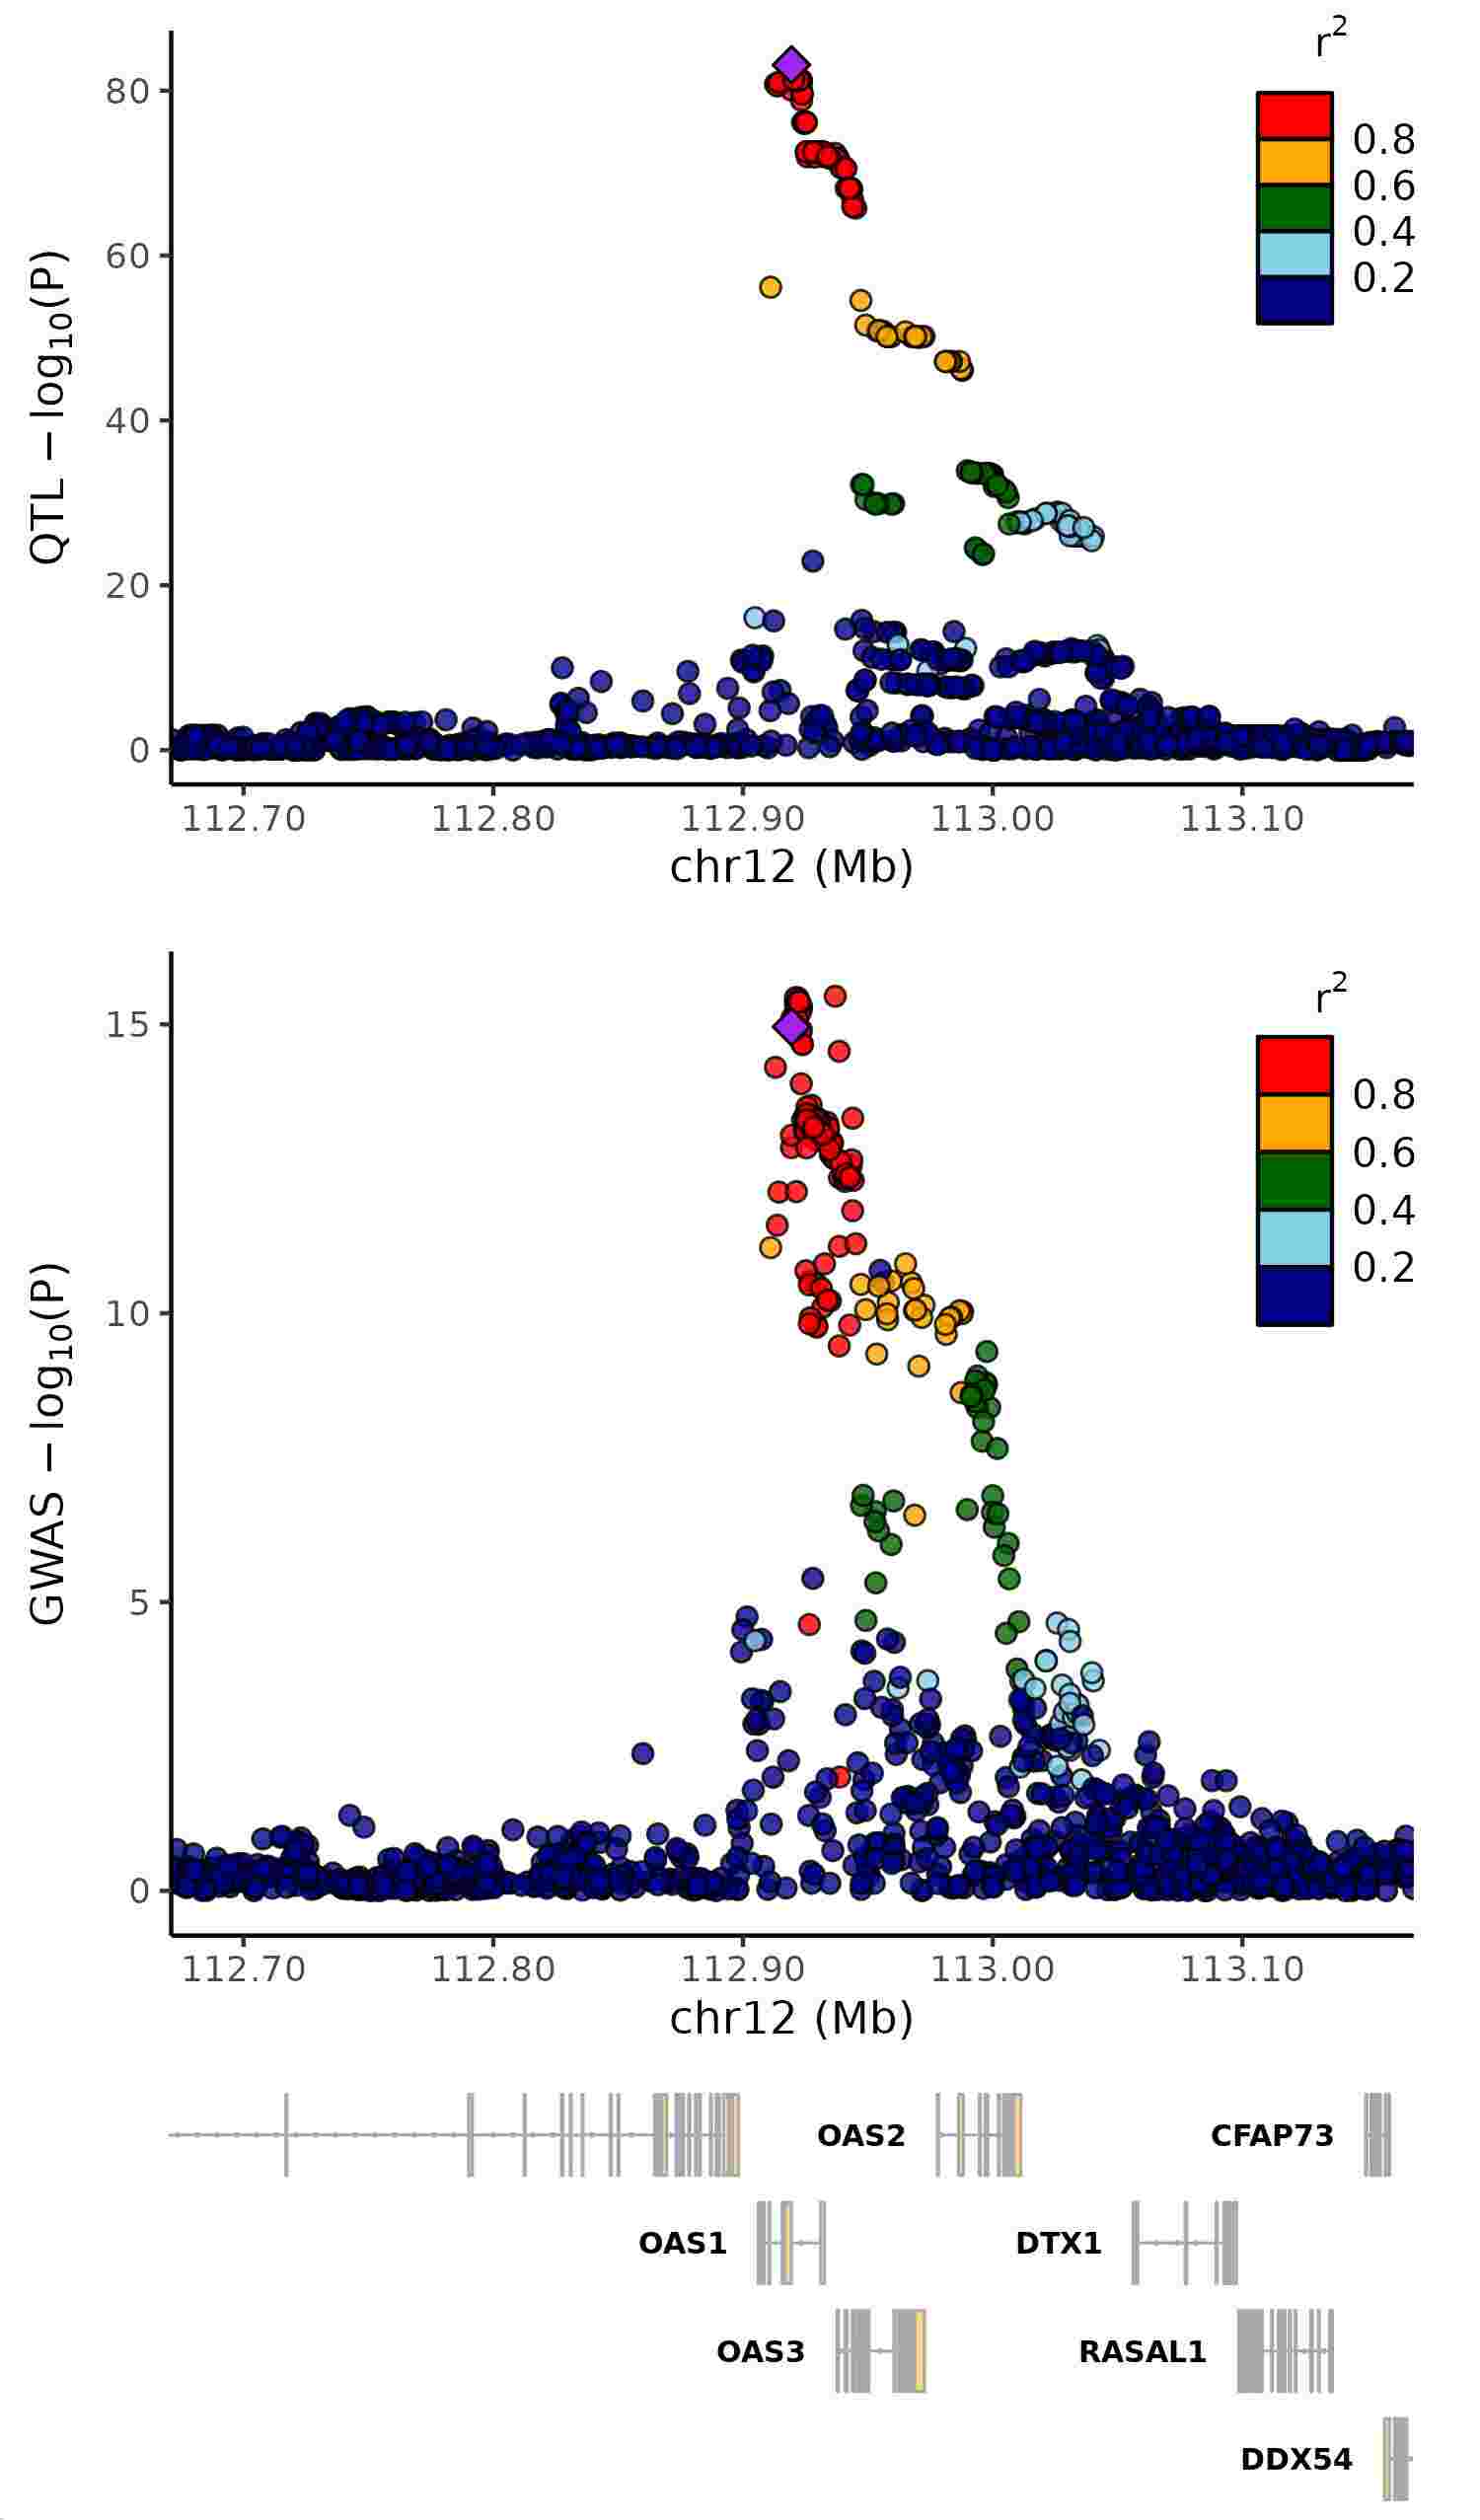 r2
80
60
40
20
0
QTL −log10(P)
0.8
0.6
0.4
0.2
112.70 112.80 112.90 113.00 113.10
chr12 (Mb)
r2
15
10
5
0
GWAS −log10(P)
0.8
0.6
0.4
0.2
112.70 112.80 112.90 113.00 113.10
chr12 (Mb)
OAS2 CFAP73
OAS1 DTX1
OAS3 RASAL1
DDX54